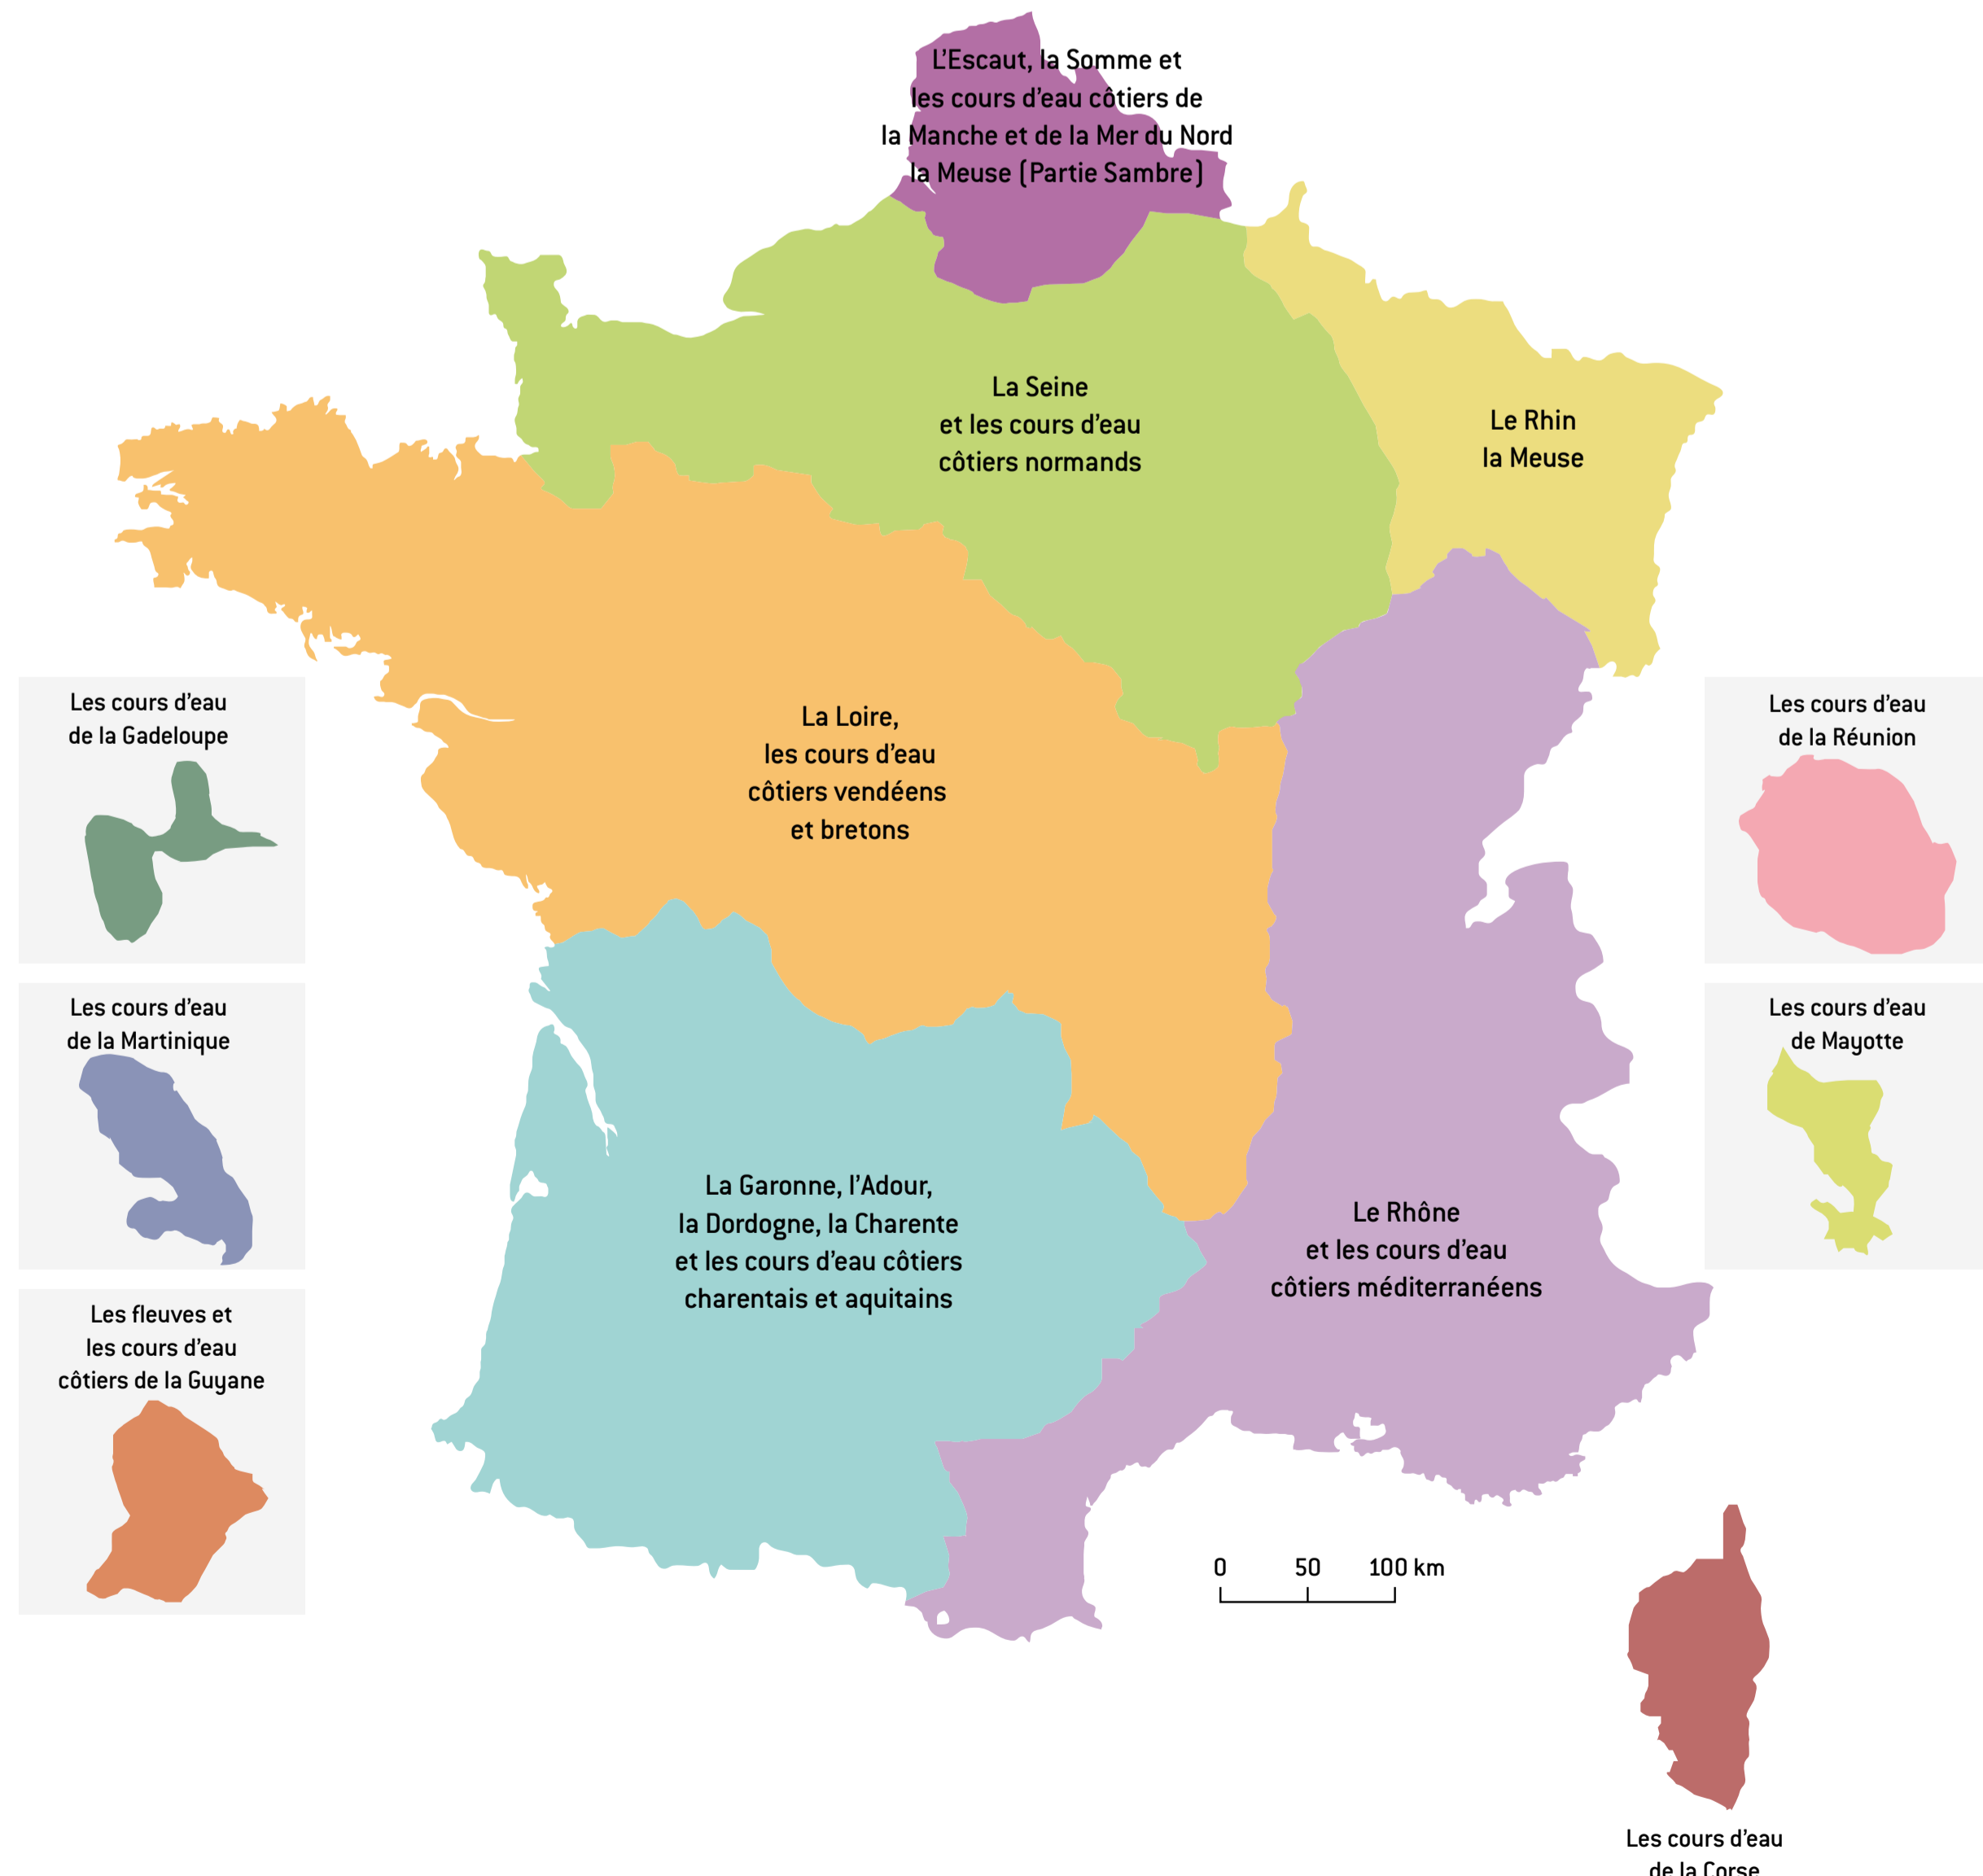 L'Escaut, la Somme et
les cours d'eau côtiers de
la Manche et de la Mer du Nord
la Meuse (Partie Sambre)
La Seine
et les cours d'eau
côtiers normands
Le Rhin
la Meuse
La Loire,
les cours d'eau
côtiers vendéens
et bretons
Les cours d'eau
de la Gadeloupe
Les cours d'eau
de la Réunion
Les cours d'eau
de la Martinique
Les cours d'eau
de Mayotte
La Garonne, l'Adour,
la Dordogne, la Charente
et les cours d'eau côtiers
charentais et aquitains
Le Rhône
et les cours d'eau
côtiers méditerranéens
Les fleuves et
les cours d'eau
côtiers de la Guyane
0 50 100 km
Les cours d'eau
de la Corse